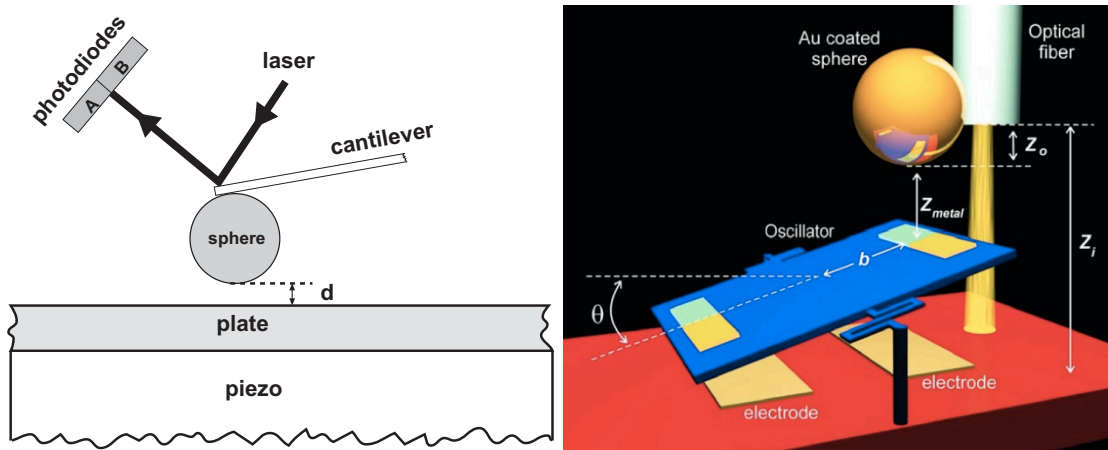 photodiodes
A
B
laser
cantilever
sphere
d
plate
piezo
Au coated
sphere
Optical
fiber
Zo
Zmetal
Zi
Oscillator
b
θ
electrode
electrode